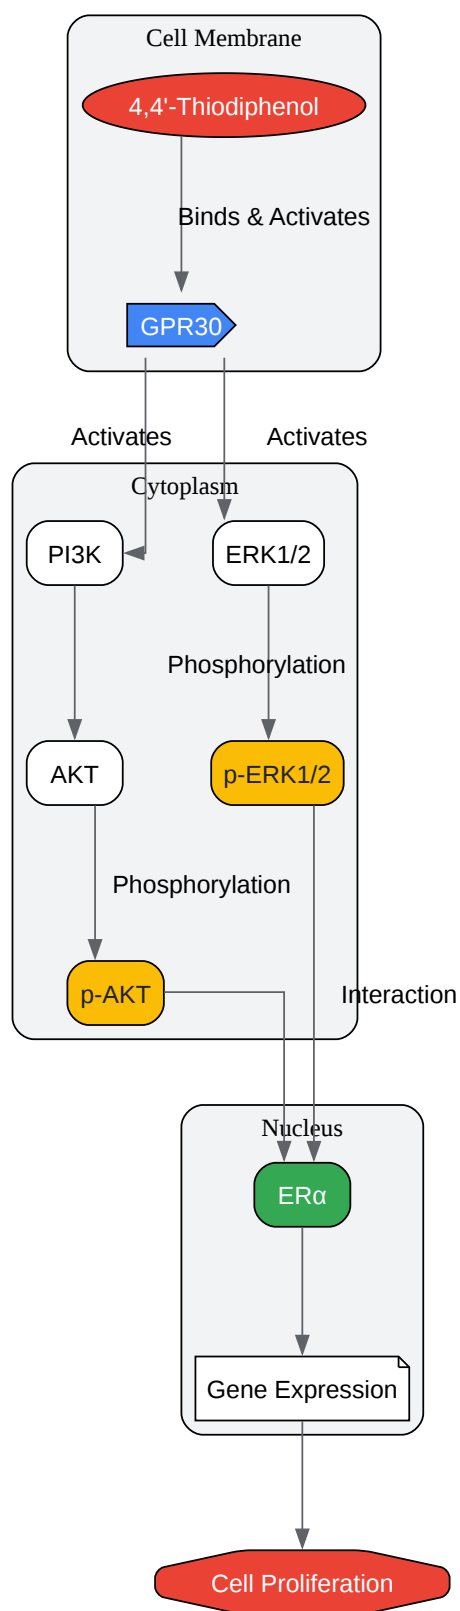 Cell Membrane
4,4'-Thiodiphenol
Binds & Activates
GPR30
Activates
Activates
Cytoplasm
PI3K
ERK1/2
Phosphorylation
AKT
p-ERK1/2
Phosphorylation
p-AKT
Interaction
Nucleus
ERα
Gene Expression
Cell Proliferation